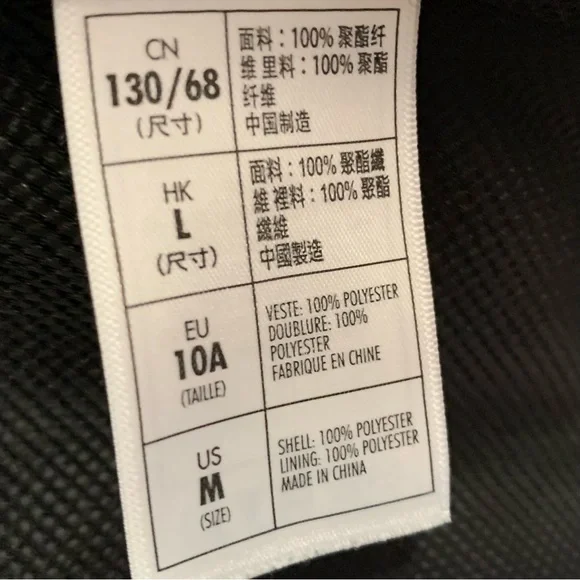 CN
130/68
(尺寸)
面料：100% 聚酯纤
维 里料：100% 聚酯
纤维
中国制造
HK
L
(尺寸)
面料：100% 聚酯纖
維 裡料：100% 聚酯
纖維
中國製造
EU
10A
(TAILLE)
VESTE: 100% POLYESTER
DOUBLURE: 100%
POLYESTER
FABRIQUE EN CHINE
US
M
(SIZE)
SHELL: 100% POLYESTER
LINING: 100% POLYESTER
MADE IN CHINA